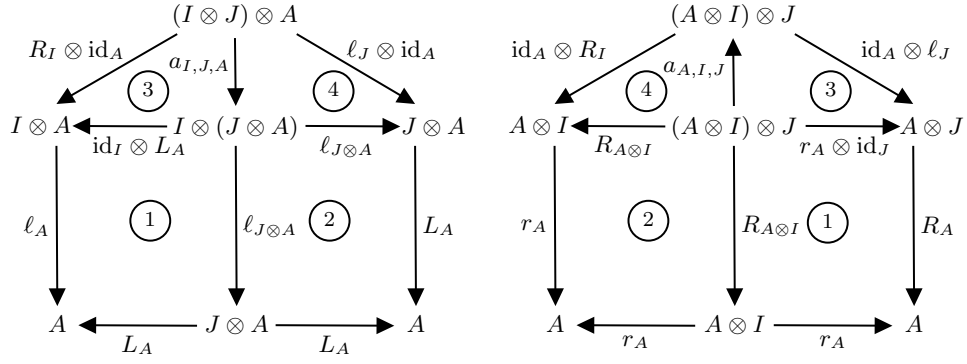 (I ⊗ J) ⊗ A
R_I ⊗ id_A a_{I,J,A} ℓ_J ⊗ id_A
3 4
I ⊗ A I ⊗ (J ⊗ A) J ⊗ A
id_I ⊗ L_A ℓ_{J⊗A}
1 2
ℓ_A ℓ_{J⊗A} L_A
A J ⊗ A A
L_A L_A
(A ⊗ I) ⊗ J
id_A ⊗ R_I a_{A,I,J} id_A ⊗ ℓ_J
4 3
A ⊗ I (A ⊗ I) ⊗ J A ⊗ J
R_{A⊗I} r_A ⊗ id_J
2 1
r_A R_{A⊗I} R_A
A A ⊗ I A
r_A r_A